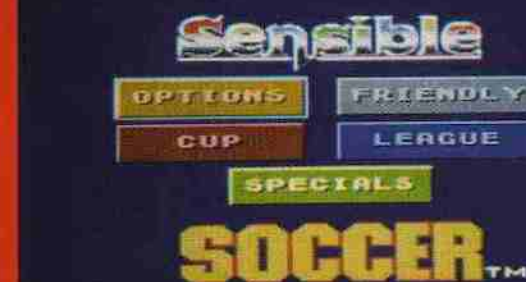 Sensible
OPTIONS FRIENDLY
CUP LEAGUE
SPECIALS
SOCCER TM